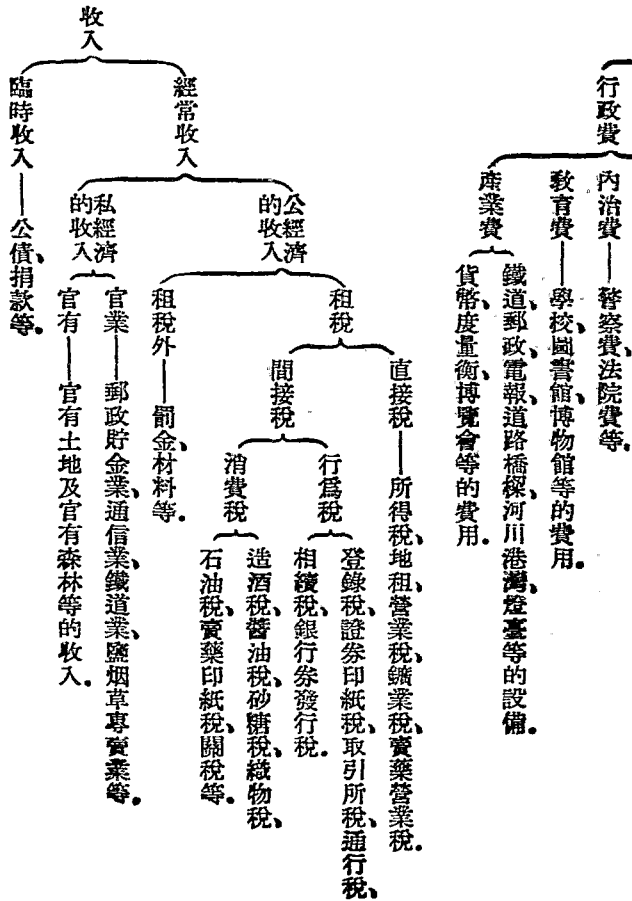 行政費
內治費——警察費、法院費等.
教育費——學校、圖書館、博物館等的費用.
產業費
鐵道、郵政、電報、道路、橋樑、河川、港灣、燈臺等的設備.
貨幣、度量衡、博覽會等的費用.
收入
經常收入
公經濟的收入
租稅
直接稅——所得稅、地租、營業稅、鑛業稅、賣藥營業稅.
間接稅
行爲稅
登錄稅、證券印紙稅、取引所稅、通行稅、
相續稅、銀行券發行稅.
消費稅
造酒稅、醬油稅、砂糖稅、織物稅、
石油稅、賣藥印紙稅、關稅等.
租稅外——罰金、材料等.
私經濟的收入
官業——郵政貯金業、通信業、鐵道業、鹽烟草專賣業等.
官有——官有土地及官有森林等的收入.
臨時收入——公債、捐款等.